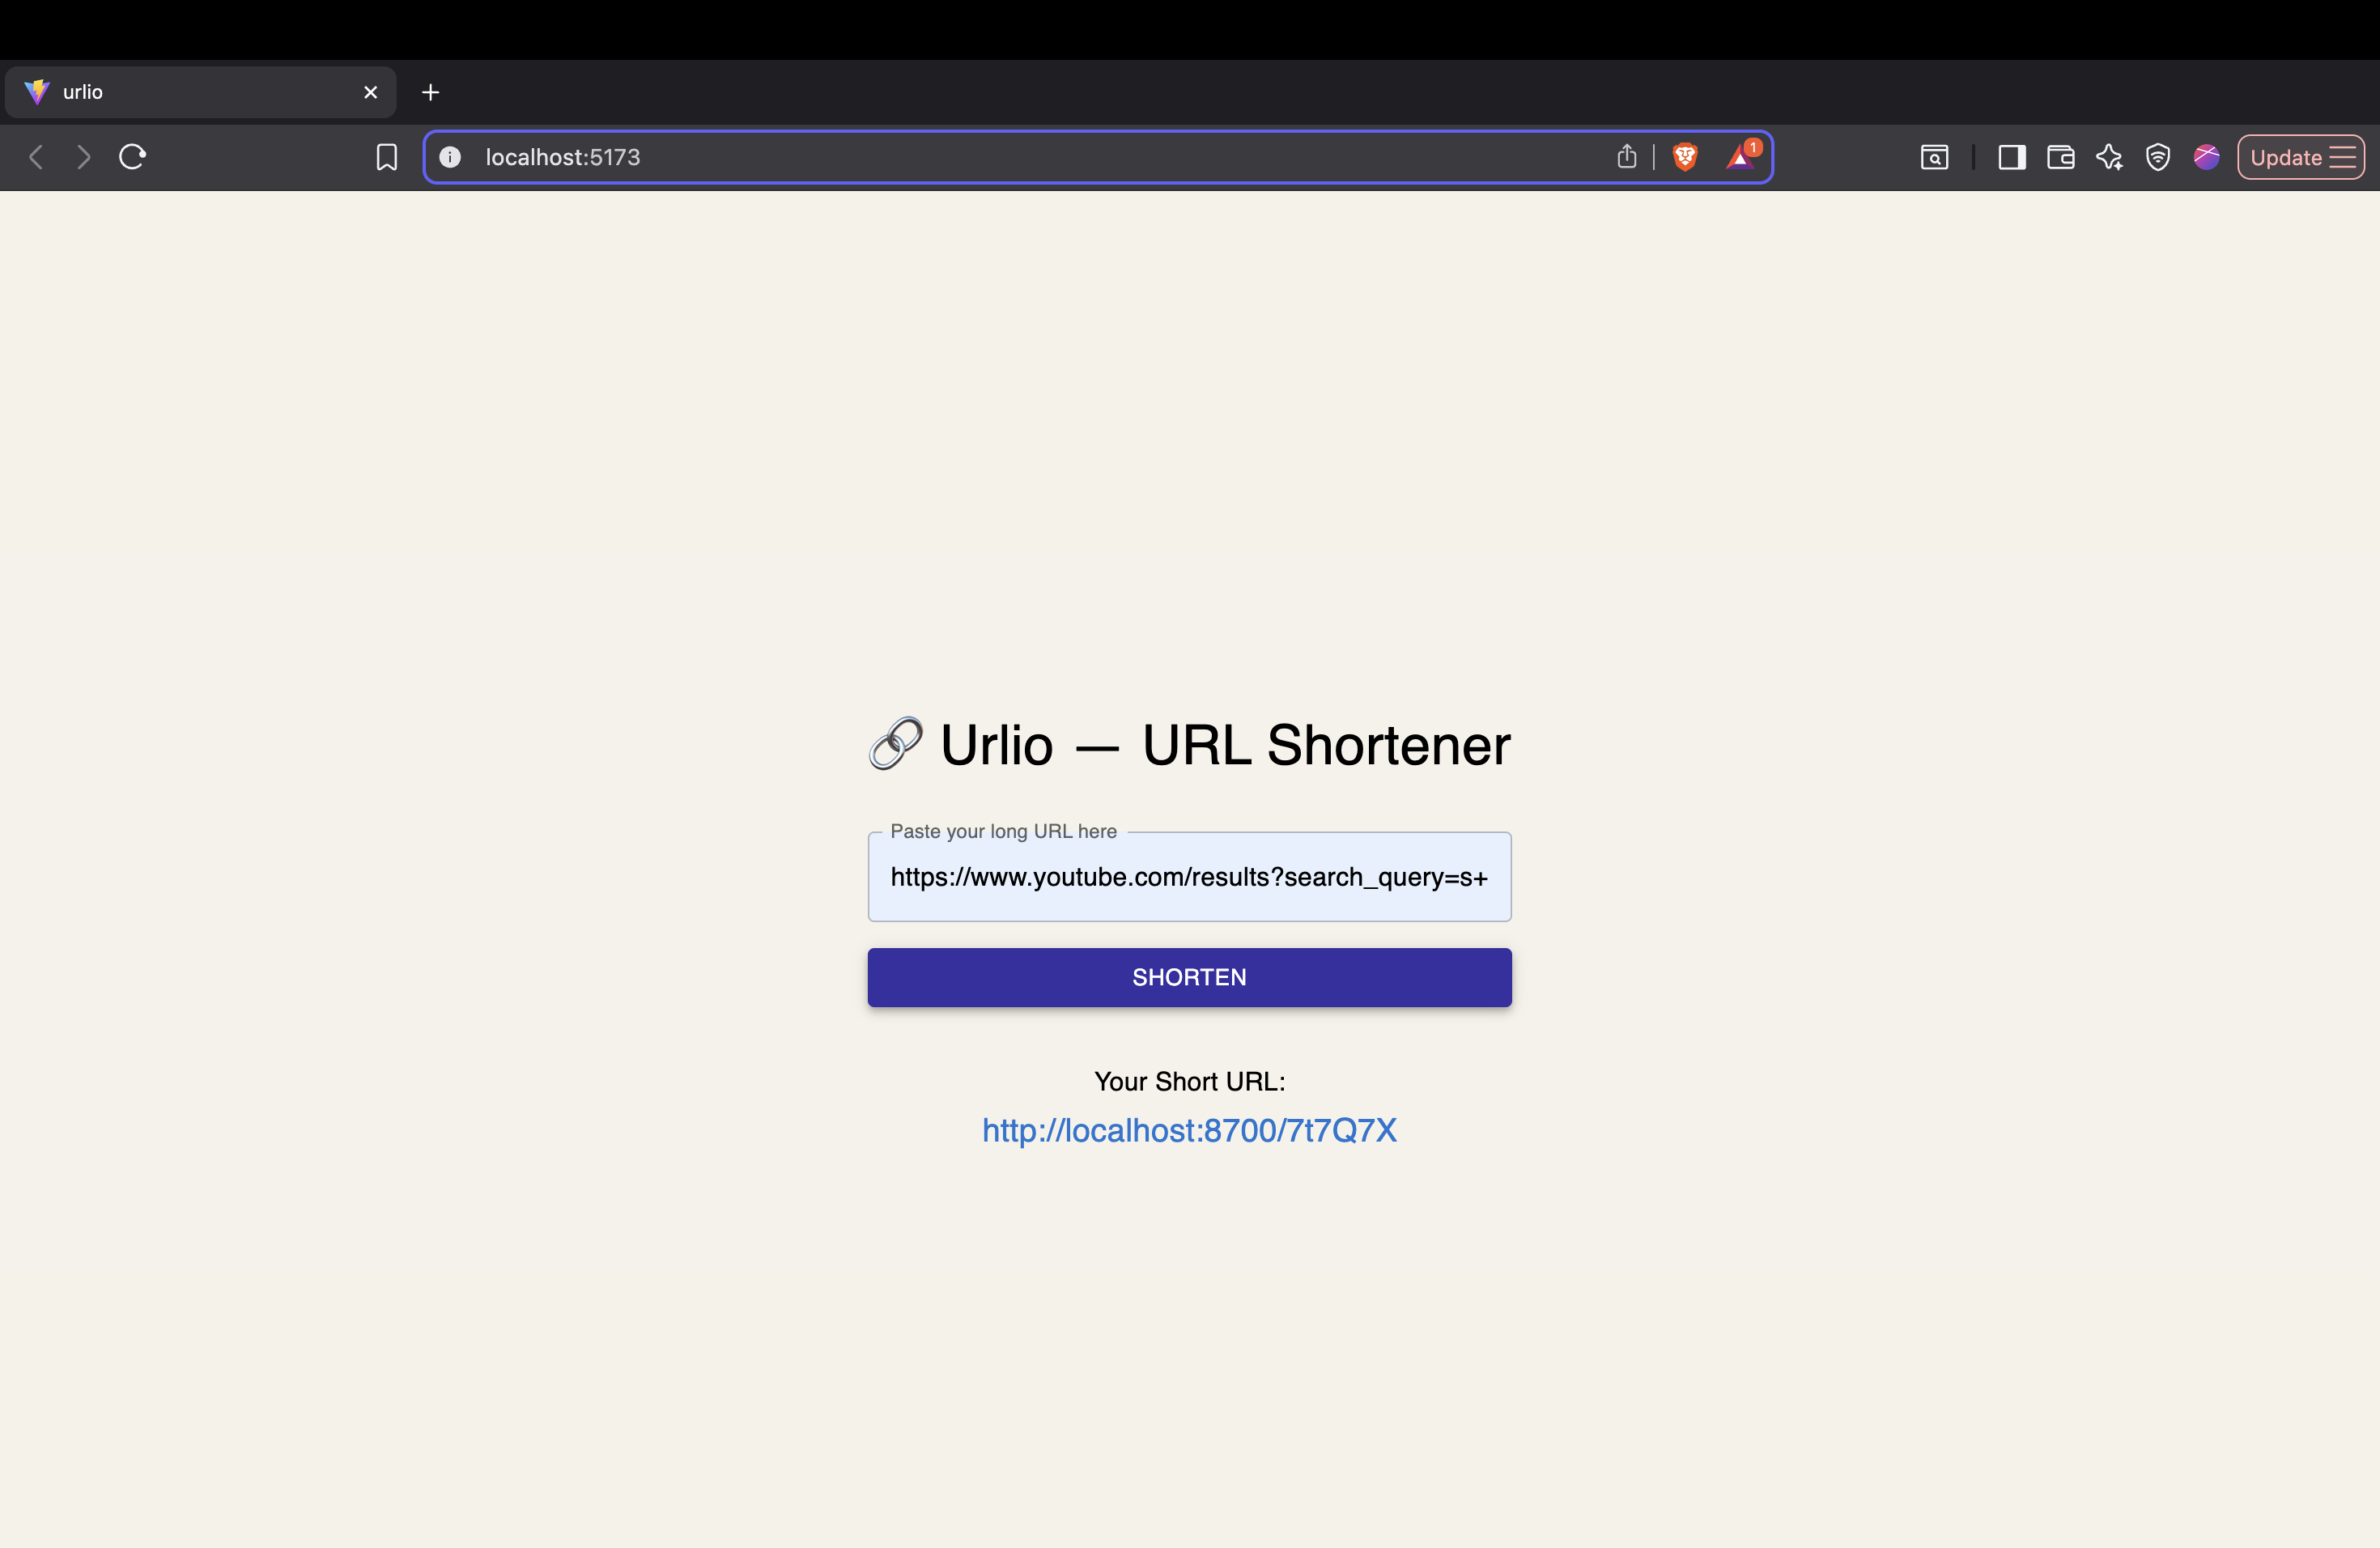 urlio
localhost:5173
1
Update
🔗 Urlio — URL Shortener
Paste your long URL here
https://www.youtube.com/results?search_query=s+
SHORTEN
Your Short URL:
http://localhost:8700/7t7Q7X